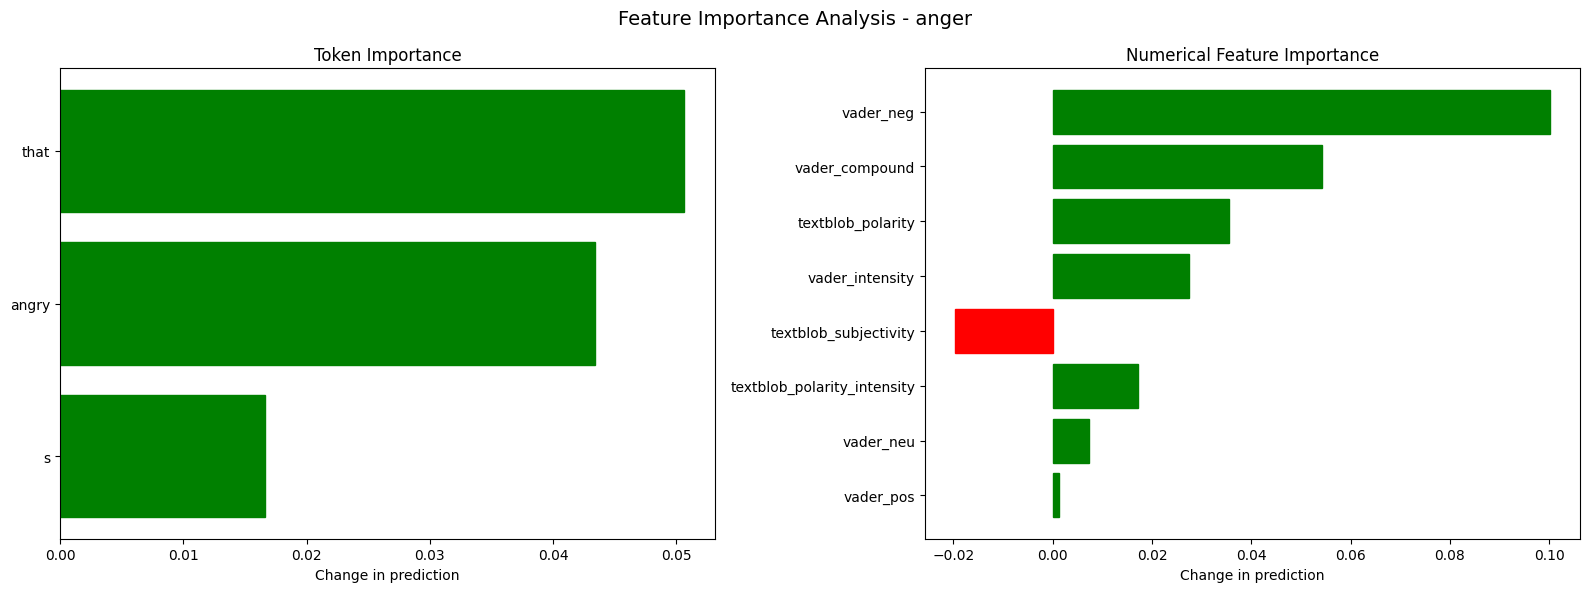 Feature Importance Analysis - anger
Token Importance
that
angry
s
0.00 0.01 0.02 0.03 0.04 0.05
Change in prediction
Numerical Feature Importance
vader_neg
vader_compound
textblob_polarity
vader_intensity
textblob_subjectivity
textblob_polarity_intensity
vader_neu
vader_pos
−0.02 0.00 0.02 0.04 0.06 0.08 0.10
Change in prediction